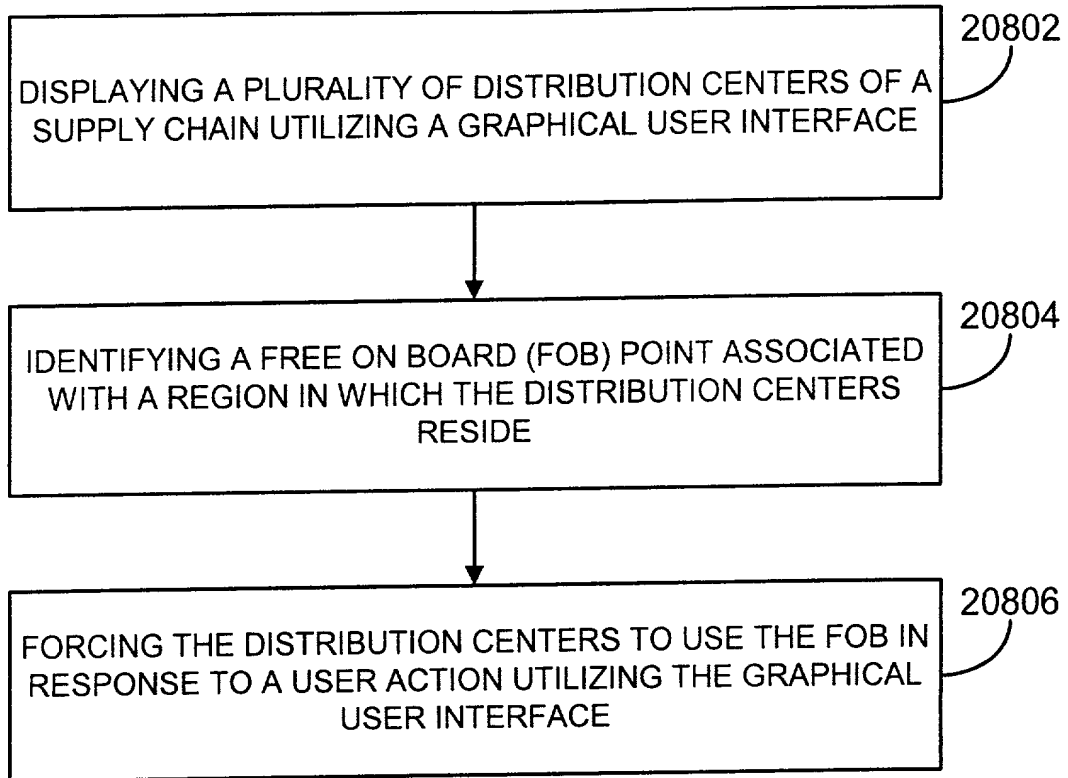 20802
DISPLAYING A PLURALITY OF DISTRIBUTION CENTERS OF A
SUPPLY CHAIN UTILIZING A GRAPHICAL USER INTERFACE
20804
IDENTIFYING A FREE ON BOARD (FOB) POINT ASSOCIATED
WITH A REGION IN WHICH THE DISTRIBUTION CENTERS
RESIDE
20806
FORCING THE DISTRIBUTION CENTERS TO USE THE FOB IN
RESPONSE TO A USER ACTION UTILIZING THE GRAPHICAL
USER INTERFACE